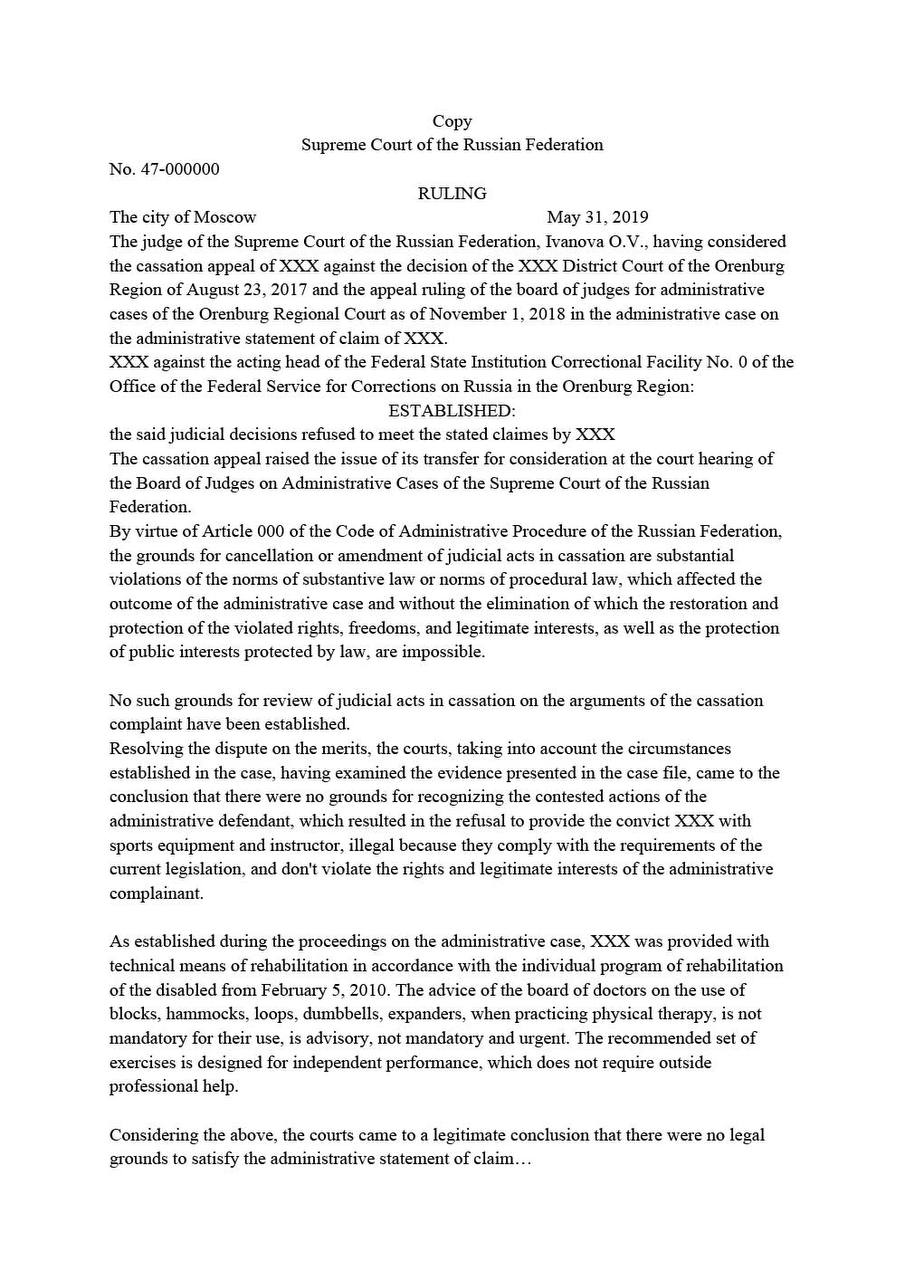 Copy
Supreme Court of the Russian Federation
No. 47-000000
RULING
The city of Moscow May 31, 2019
The judge of the Supreme Court of the Russian Federation, Ivanova O.V., having considered
the cassation appeal of XXX against the decision of the XXX District Court of the Orenburg
Region of August 23, 2017 and the appeal ruling of the board of judges for administrative
cases of the Orenburg Regional Court as of November 1, 2018 in the administrative case on
the administrative statement of claim of XXX.
XXX against the acting head of the Federal State Institution Correctional Facility No. 0 of the
Office of the Federal Service for Corrections on Russia in the Orenburg Region:
ESTABLISHED:
the said judicial decisions refused to meet the stated claimes by XXX
The cassation appeal raised the issue of its transfer for consideration at the court hearing of
the Board of Judges on Administrative Cases of the Supreme Court of the Russian
Federation.
By virtue of Article 000 of the Code of Administrative Procedure of the Russian Federation,
the grounds for cancellation or amendment of judicial acts in cassation are substantial
violations of the norms of substantive law or norms of procedural law, which affected the
outcome of the administrative case and without the elimination of which the restoration and
protection of the violated rights, freedoms, and legitimate interests, as well as the protection
of public interests protected by law, are impossible.
No such grounds for review of judicial acts in cassation on the arguments of the cassation
complaint have been established.
Resolving the dispute on the merits, the courts, taking into account the circumstances
established in the case, having examined the evidence presented in the case file, came to the
conclusion that there were no grounds for recognizing the contested actions of the
administrative defendant, which resulted in the refusal to provide the convict XXX with
sports equipment and instructor, illegal because they comply with the requirements of the
current legislation, and don't violate the rights and legitimate interests of the administrative
complainant.
As established during the proceedings on the administrative case, XXX was provided with
technical means of rehabilitation in accordance with the individual program of rehabilitation
of the disabled from February 5, 2010. The advice of the board of doctors on the use of
blocks, hammocks, loops, dumbbells, expanders, when practicing physical therapy, is not
mandatory for their use, is advisory, not mandatory and urgent. The recommended set of
exercises is designed for independent performance, which does not require outside
professional help.
Considering the above, the courts came to a legitimate conclusion that there were no legal
grounds to satisfy the administrative statement of claim…